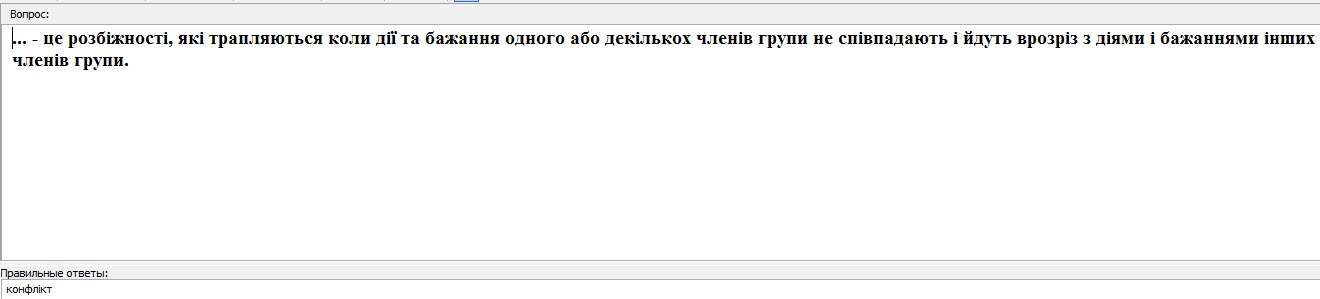 Вопрос:
... - це розбіжності, які трапляються коли дії та бажання одного або декількох членів групи не співпадають і йдуть врозріз з діями і бажаннями інших
членів групи.
Правильные ответы:
конфлікт